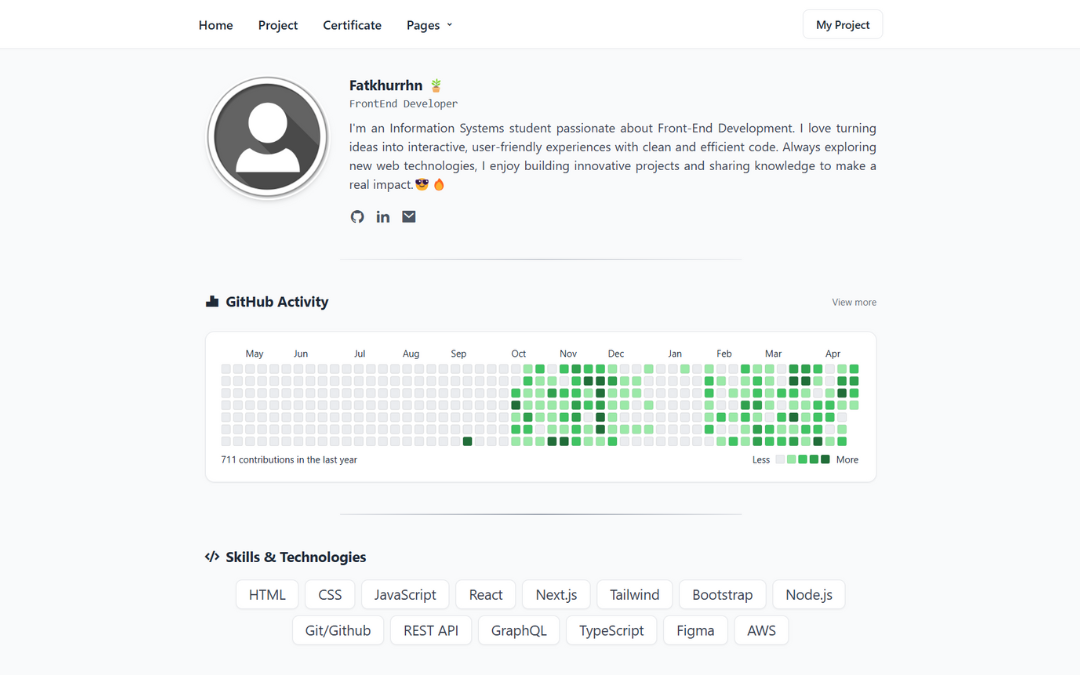 Home Project Certificate Pages My Project
Fatkhurrhn 🪴
FrontEnd Developer
I'm an Information Systems student passionate about Front-End Development. I love turning
ideas into interactive, user-friendly experiences with clean and efficient code. Always exploring
new web technologies, I enjoy building innovative projects and sharing knowledge to make a
real impact.😎🔥
in
GitHub Activity View more
May Jun Jul Aug Sep Oct Nov Dec Jan Feb Mar Apr
711 contributions in the last year Less More
</> Skills & Technologies
HTML CSS JavaScript React Next.js Tailwind Bootstrap Node.js
Git/Github REST API GraphQL TypeScript Figma AWS